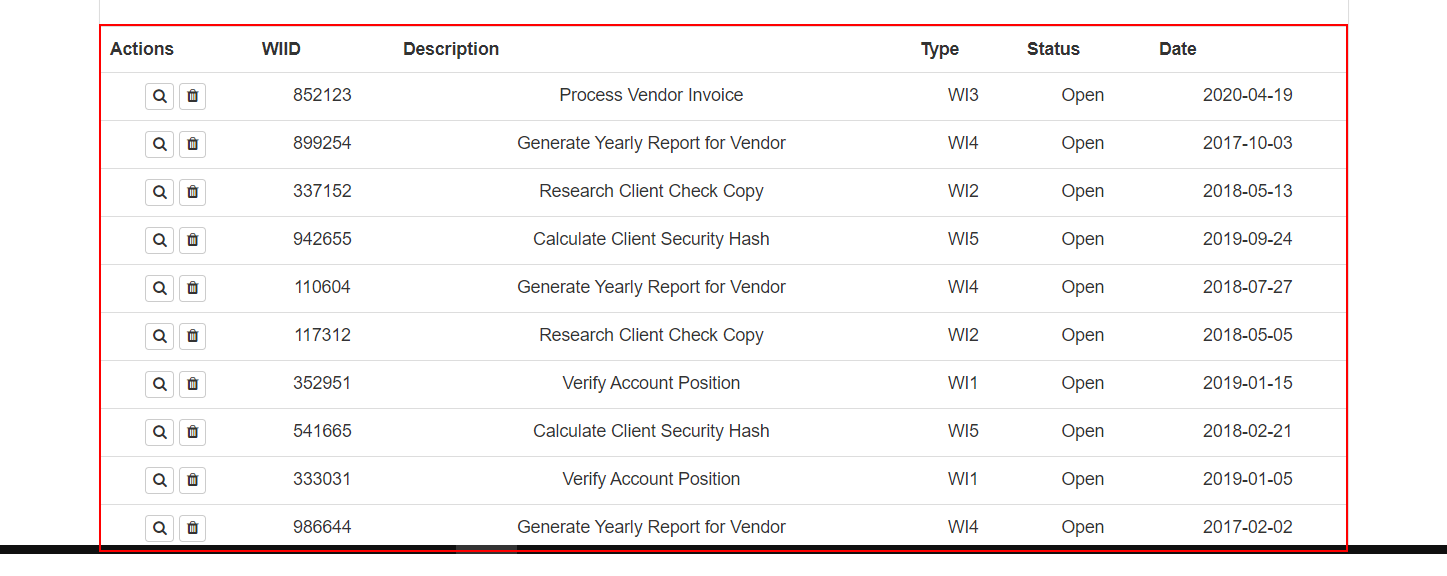 Actions WIID Description Type Status Date
852123 Process Vendor Invoice WI3 Open 2020-04-19
899254 Generate Yearly Report for Vendor WI4 Open 2017-10-03
337152 Research Client Check Copy WI2 Open 2018-05-13
942655 Calculate Client Security Hash WI5 Open 2019-09-24
110604 Generate Yearly Report for Vendor WI4 Open 2018-07-27
117312 Research Client Check Copy WI2 Open 2018-05-05
352951 Verify Account Position WI1 Open 2019-01-15
541665 Calculate Client Security Hash WI5 Open 2018-02-21
333031 Verify Account Position WI1 Open 2019-01-05
986644 Generate Yearly Report for Vendor WI4 Open 2017-02-02